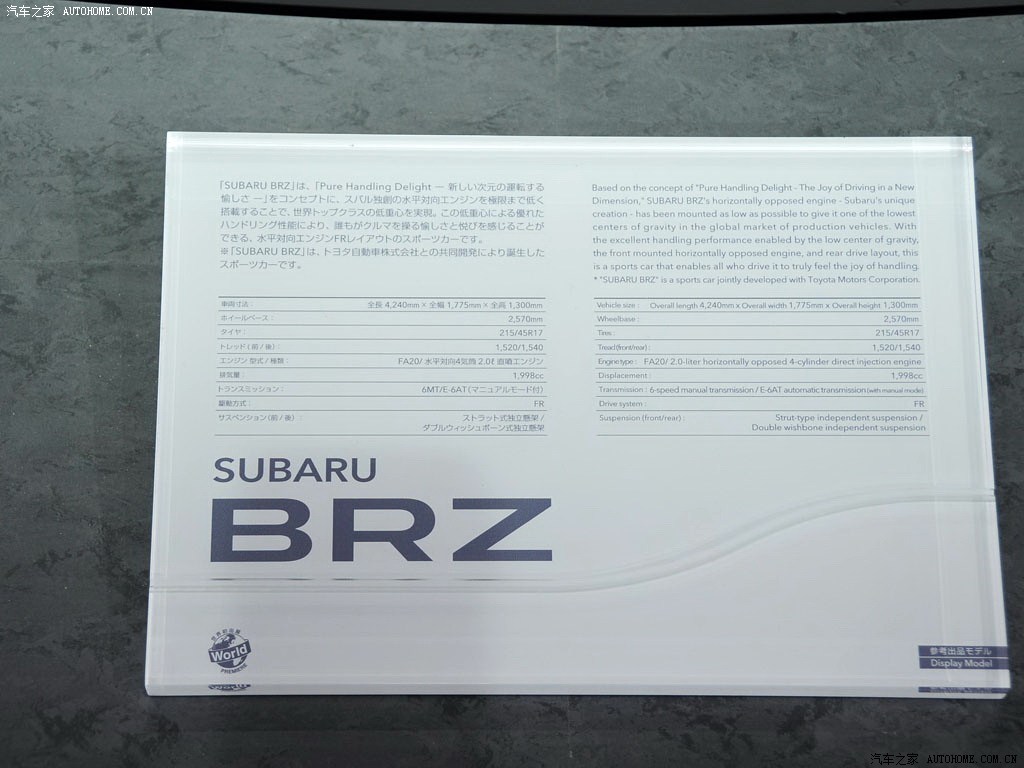 汽车之家 AUTOHOME.COM.CN
「SUBARU BRZ」は、「Pure Handling Delight ― 新しい次元の運転する
愉しさ ―」をコンセプトに、スバル独創の水平対向エンジンを極限まで低く
搭載することで、世界トップクラスの低重心を実現。この低重心による優れた
ハンドリング性能により、誰もがクルマを操る愉しさと悦びを感じることが
できる、水平対向エンジンFRレイアウトのスポーツカーです。
※「SUBARU BRZ」は、トヨタ自動車株式会社との共同開発により誕生した
スポーツカーです。
車両寸法: 全長 4,240mm × 全幅 1,775mm × 全高 1,300mm
ホイールベース: 2,570mm
タイヤ: 215/45R17
トレッド(前/後): 1,520/1,540
エンジン 型式/種類: FA20/ 水平対向4気筒 2.0ℓ 直噴エンジン
排気量: 1,998cc
トランスミッション: 6MT/E-6AT(マニュアルモード付)
駆動方式: FR
サスペンション(前/後): ストラット式独立懸架/
ダブルウィッシュボーン式独立懸架
Based on the concept of "Pure Handling Delight - The Joy of Driving in a New
Dimension," SUBARU BRZ's horizontally opposed engine - Subaru's unique
creation - has been mounted as low as possible to give it one of the lowest
centers of gravity in the global market of production vehicles. With
the excellent handling performance enabled by the low center of gravity,
the front mounted horizontally opposed engine, and rear drive layout, this
is a sports car that enables all who drive it to truly feel the joy of handling.
* "SUBARU BRZ" is a sports car jointly developed with Toyota Motors Corporation.
Vehicle size: Overall length 4,240mm x Overall width 1,775mm x Overall height 1,300mm
Wheelbase: 2,570mm
Tires: 215/45R17
Tread (front/rear): 1,520/1,540
Engine type: FA20/ 2.0-liter horizontally opposed 4-cylinder direct injection engine
Displacement: 1,998cc
Transmission: 6-speed manual transmission / E-6AT automatic transmission (with manual mode)
Drive system: FR
Suspension (front/rear): Strut-type independent suspension /
Double wishbone independent suspension
SUBARU
BRZ
World
PREMIERE
参考出品モデル
Display Model
汽车之家 AUTOHOME.COM.CN